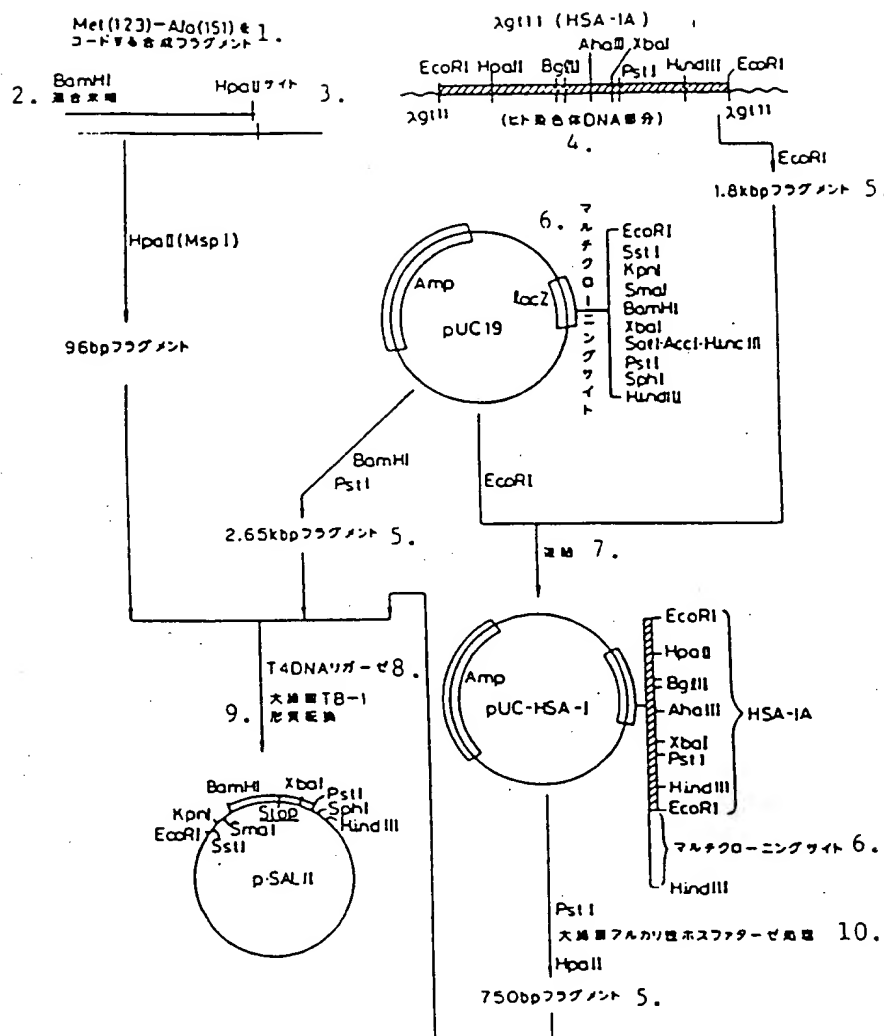 Met(123)-Ala(151)を 1.
コードする合成フラグメント
BamHI
2. 混合末端
HpaIIサイト 3.
HpaII(MspI)
96bpフラグメント
λgt11 (HSA-IA)
EcoRI HpaII BglII AhaIII XbaI PstI HindIII EcoRI
λgt11 (ヒト染色体DNA部分) λgt11
4.
EcoRI
1.8kbpフラグメント 5.
6. マルチクローニングサイト
Amp
lacZ
pUC19
EcoRI
SstI
KpnI
SmaI
BamHI
XbaI
SalI·AccI·HincII
PstI
SphI
HindIII
BamHI
PstI
2.65kbpフラグメント 5.
EcoRI
連結 7.
T4DNAリガーゼ 8.
9. 大腸菌TB-1
形質転換
BamHI
XbaI
PstI
SphI
HindIII
KpnI
SmaI
Stop
EcoRI
SstI
p·SALII
Amp
pUC-HSA-I
EcoRI
HpaII
BglII
AhaIII
XbaI
PstI
HindIII
EcoRI
HSA-IA
マルチクローニングサイト 6.
HindIII
PstI
大腸菌アルカリ性ホスファターゼ処理 10.
HpaII
750bpフラグメント 5.